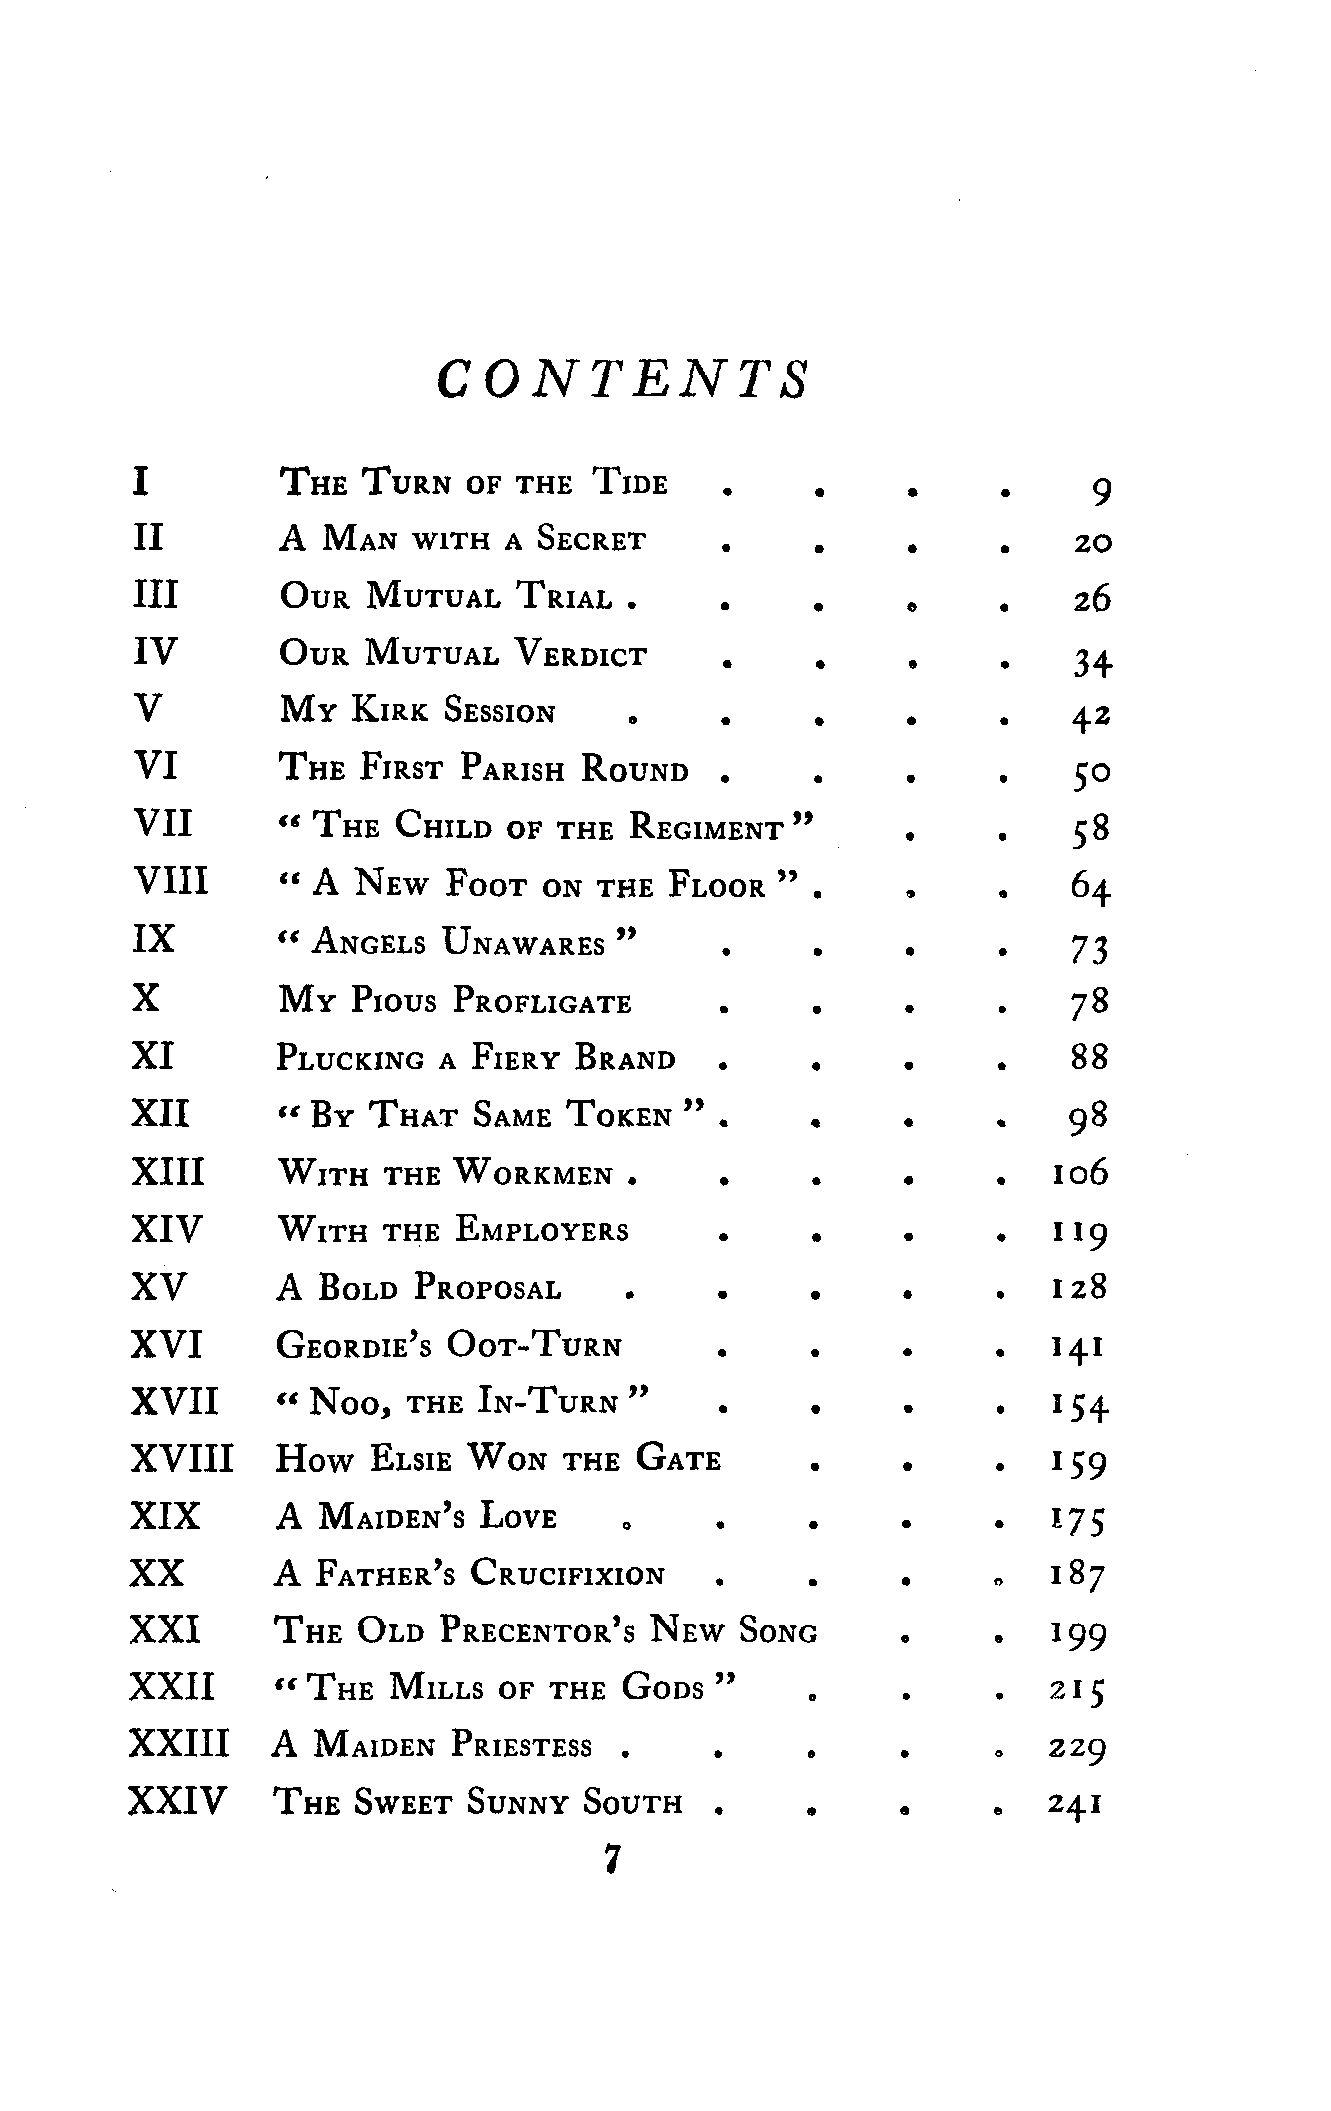 CONTENTS
I The Turn of the Tide . . . . 9
II A Man with a Secret . . . . 20
III Our Mutual Trial . . . . . 26
IV Our Mutual Verdict . . . . 34
V My Kirk Session . . . . . 42
VI The First Parish Round . . . . 50
VII “ The Child of the Regiment ” . . 58
VIII “ A New Foot on the Floor ” . . . 64
IX “ Angels Unawares ” . . . . 73
X My Pious Profligate . . . . 78
XI Plucking a Fiery Brand . . . . 88
XII “ By That Same Token ” . . . . 98
XIII With the Workmen . . . . . 106
XIV With the Employers . . . . 119
XV A Bold Proposal . . . . . 128
XVI Geordie’s Oot-Turn . . . . 141
XVII “ Noo, the In-Turn ” . . . . 154
XVIII How Elsie Won the Gate . . . 159
XIX A Maiden’s Love . . . . . 175
XX A Father’s Crucifixion . . . . 187
XXI The Old Precentor’s New Song . . 199
XXII “ The Mills of the Gods ” . . . 215
XXIII A Maiden Priestess . . . . . 229
XXIV The Sweet Sunny South . . . . 241
7